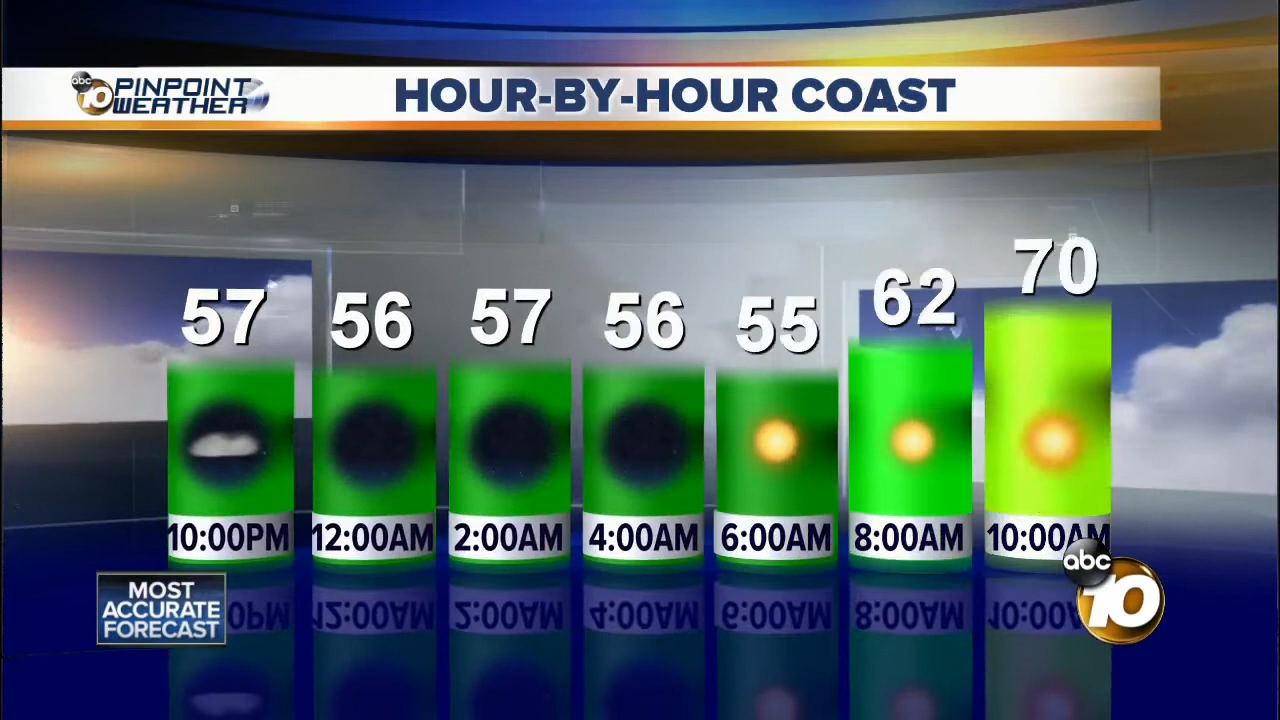 abc
10
PINPOINT
WEATHER
HOUR-BY-HOUR COAST
57 56 57 56 55 62 70
10:00PM 12:00AM 2:00AM 4:00AM 6:00AM 8:00AM 10:00AM
MOST
ACCURATE
FORECAST
abc
10